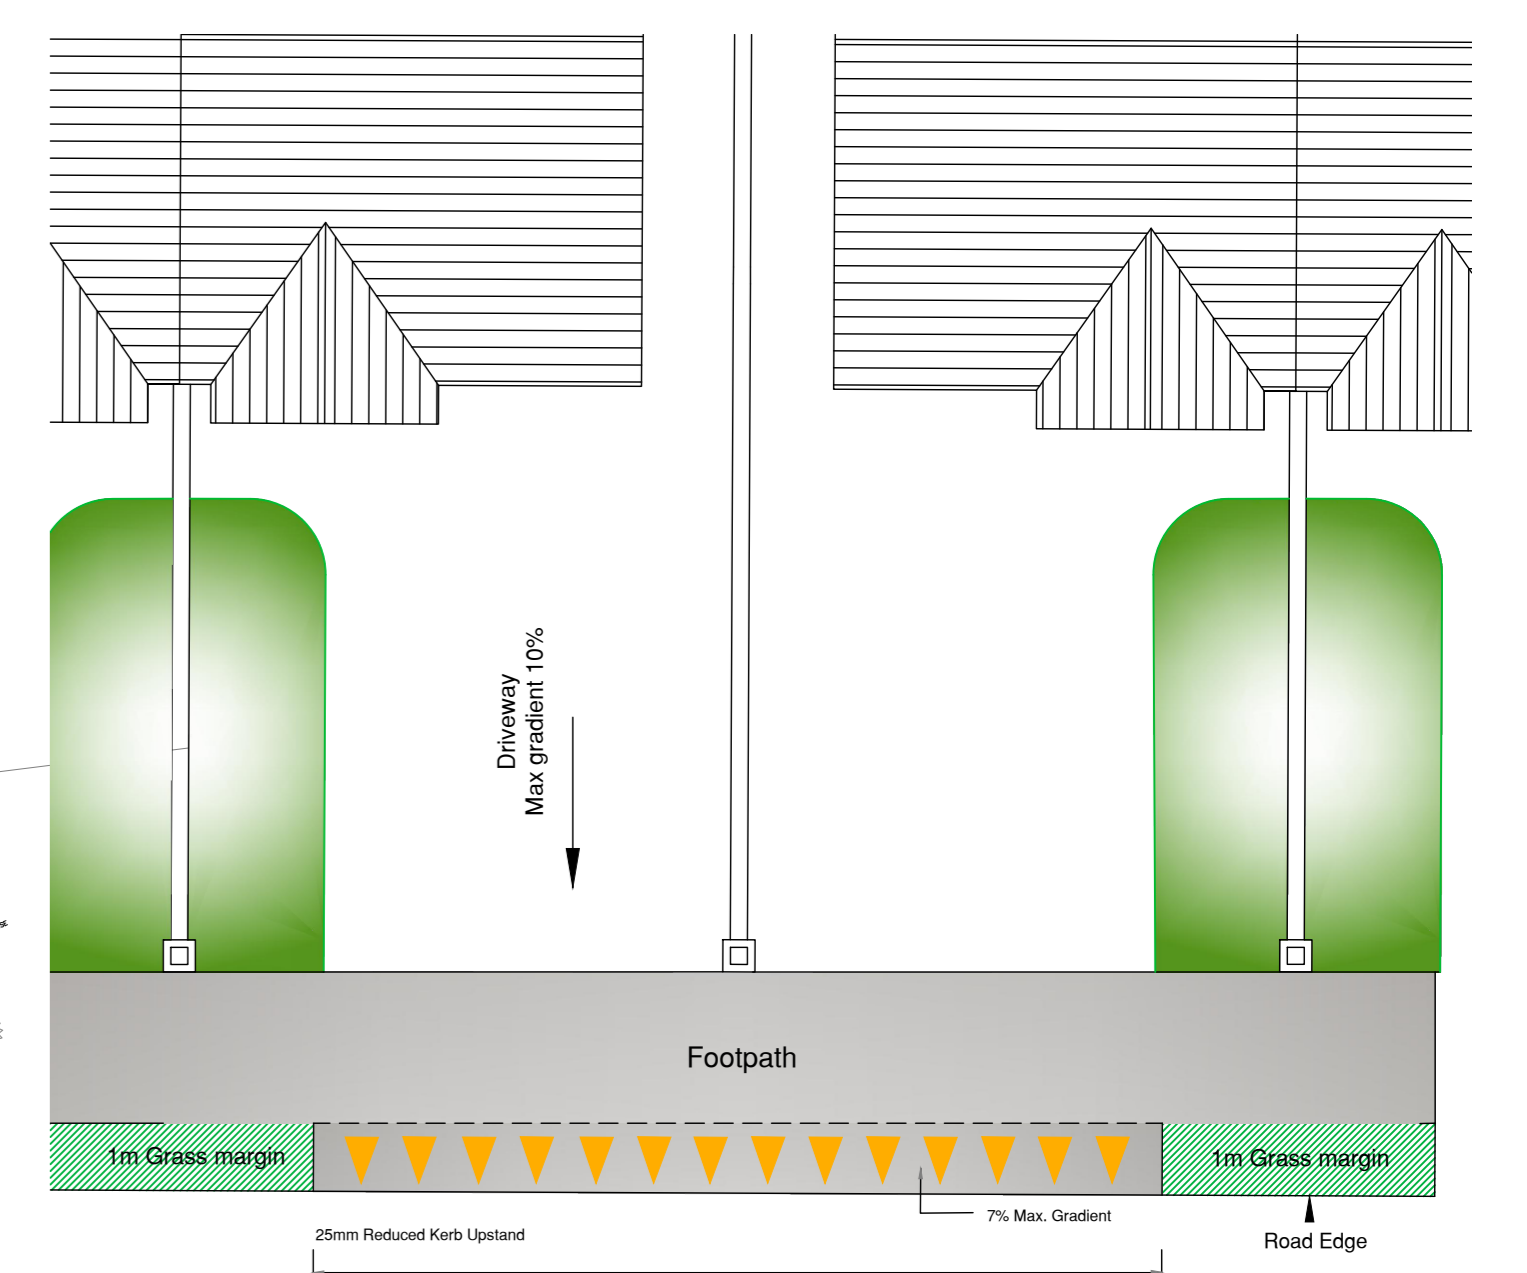 Driveway
Max gradient 10%
Footpath
1m Grass margin
1m Grass margin
7% Max. Gradient
25mm Reduced Kerb Upstand
Road Edge